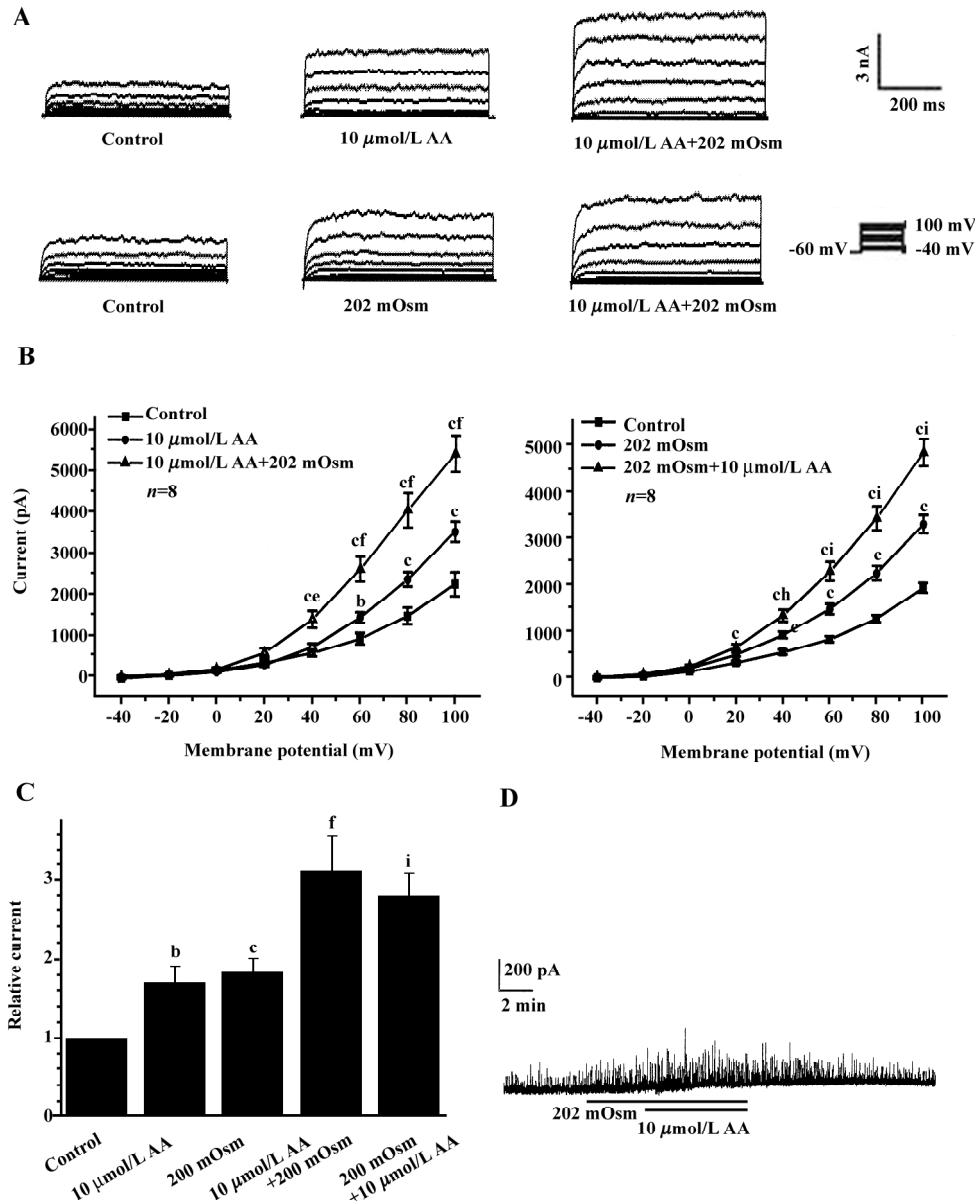 A
Control
10 μmol/L AA
10 μmol/L AA+202 mOsm
3 nA
200 ms
Control
202 mOsm
10 μmol/L AA+202 mOsm
-60 mV
100 mV
-40 mV
B
Control
10 μmol/L AA
10 μmol/L AA+202 mOsm
n=8
Current (pA)
6000
5000
4000
3000
2000
1000
0
-40
-20
0
20
40
60
80
100
Membrane potential (mV)
ce
cf
cf
cf
b
c
c
Control
202 mOsm
202 mOsm+10 μmol/L AA
n=8
5000
4000
3000
2000
1000
0
-40
-20
0
20
40
60
80
100
Membrane potential (mV)
c
ch
ci
ci
ci
c
c
c
c
C
Relative current
3
2
1
0
b
c
f
i
Control
10 μmol/L AA
200 mOsm
10 μmol/L AA
+200 mOsm
200 mOsm
+10 μmol/L AA
D
200 pA
2 min
202 mOsm
10 μmol/L AA